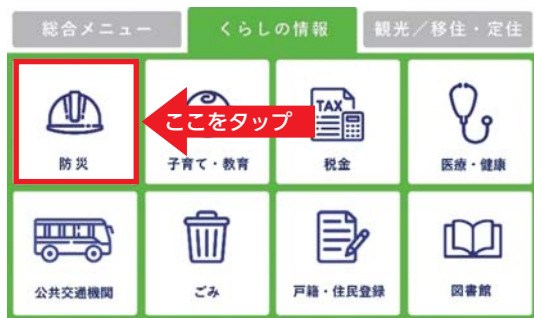 総合メニュー
くらしの情報
観光／移住・定住
ここをタップ
TAX
防災
子育て・教育
税金
医療・健康
公共交通機関
ごみ
戸籍・住民登録
図書館